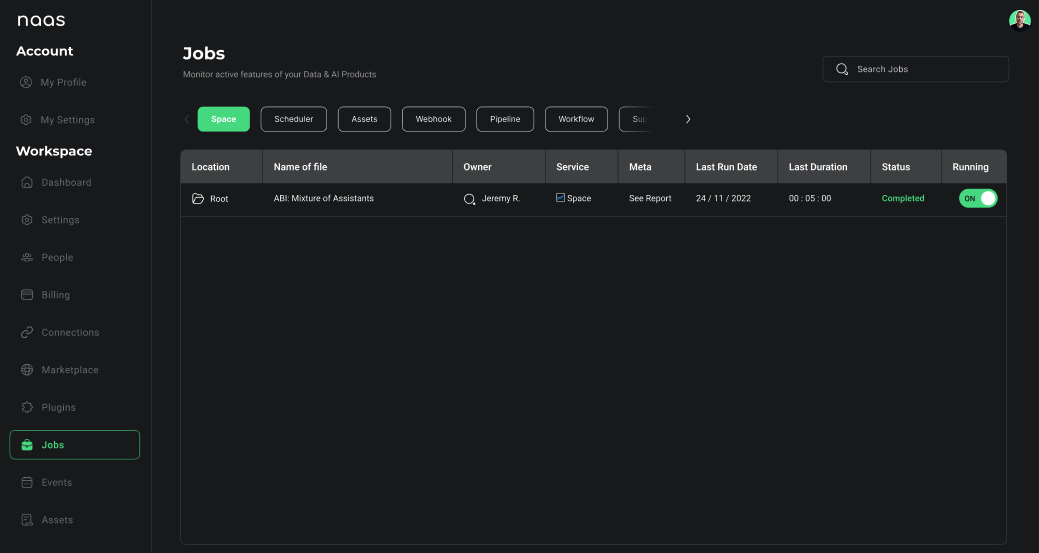 naas
Account
My Profile
My Settings
Workspace
Dashboard
Settings
People
Billing
Connections
Marketplace
Plugins
Jobs
Events
Assets
Jobs
Monitor active features of your Data & AI Products
Search Jobs
Space Scheduler Assets Webhook Pipeline Workflow Sup
Location Name of file Owner Service Meta Last Run Date Last Duration Status Running
Root ABI: Mixture of Assistants Jeremy R. Space See Report 24 / 11 / 2022 00 : 05 : 00 Completed ON